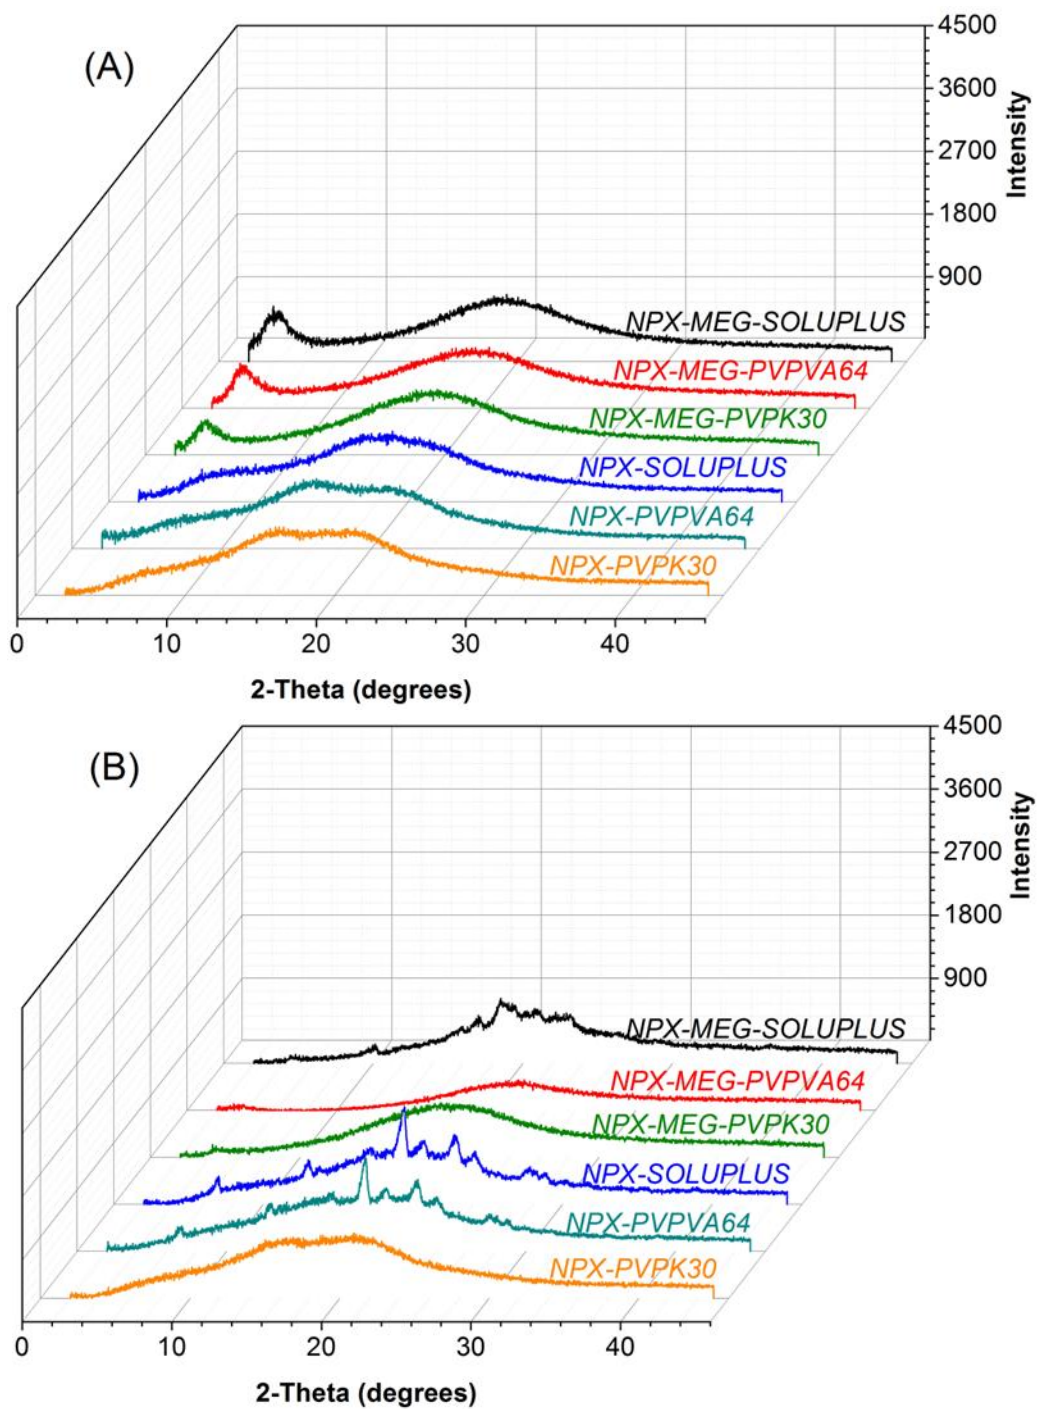 (A)
4500
3600
2700
1800
900
Intensity
NPX-MEG-SOLUPLUS
NPX-MEG-PVPVA64
NPX-MEG-PVPK30
NPX-SOLUPLUS
NPX-PVPVA64
NPX-PVPK30
0 10 20 30 40
2-Theta (degrees)
(B)
4500
3600
2700
1800
900
Intensity
NPX-MEG-SOLUPLUS
NPX-MEG-PVPVA64
NPX-MEG-PVPK30
NPX-SOLUPLUS
NPX-PVPVA64
NPX-PVPK30
0 10 20 30 40
2-Theta (degrees)